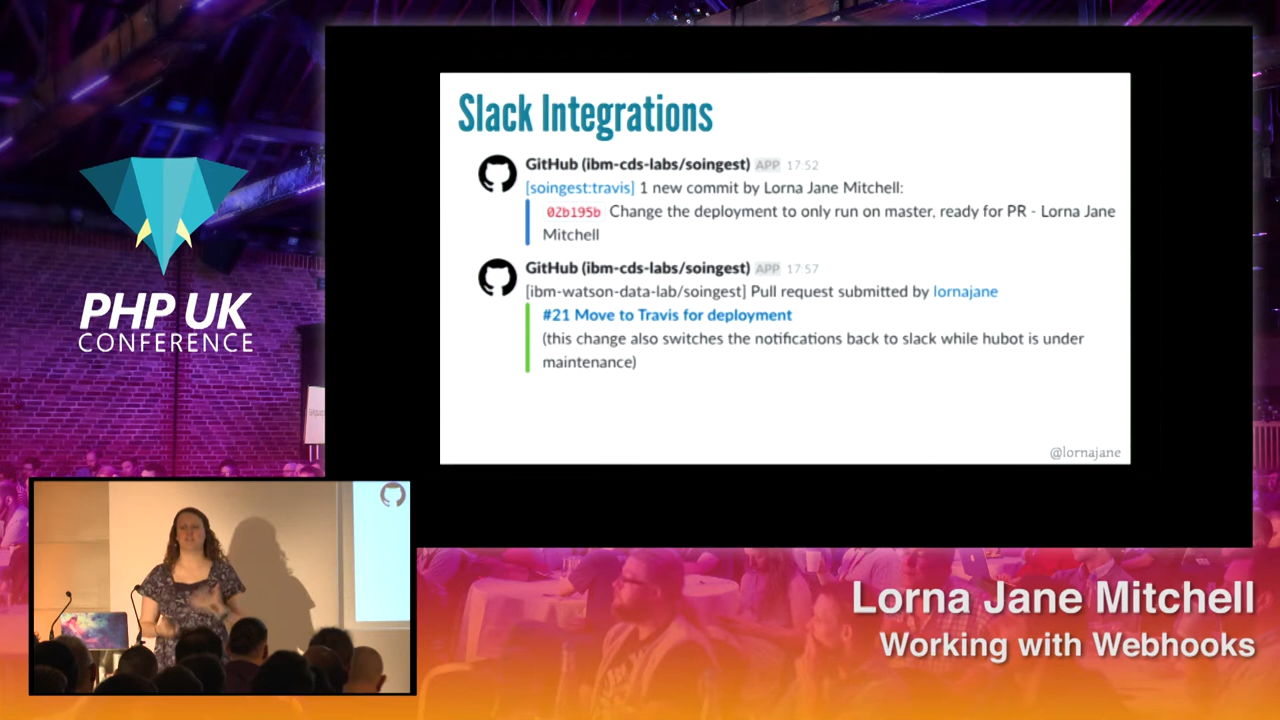 Slack Integrations
GitHub (ibm-cds-labs/soingest) APP 17:52
[soingest:travis] 1 new commit by Lorna Jane Mitchell:
02b195b Change the deployment to only run on master, ready for PR - Lorna Jane
Mitchell
GitHub (ibm-cds-labs/soingest) APP 17:57
[ibm-watson-data-lab/soingest] Pull request submitted by lornajane
#21 Move to Travis for deployment
(this change also switches the notifications back to slack while hubot is under
maintenance)
@lornajane
PHP UK
CONFERENCE
Lorna Jane Mitchell
Working with Webhooks